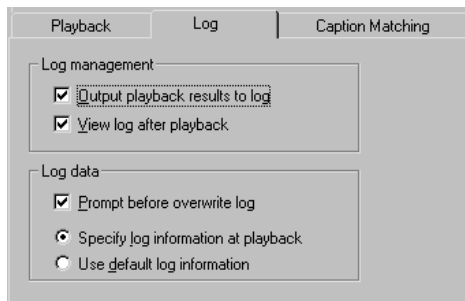 Playback Log Caption Matching
Log management
Output playback results to log
View log after playback
Log data
Prompt before overwrite log
Specify log information at playback
Use default log information